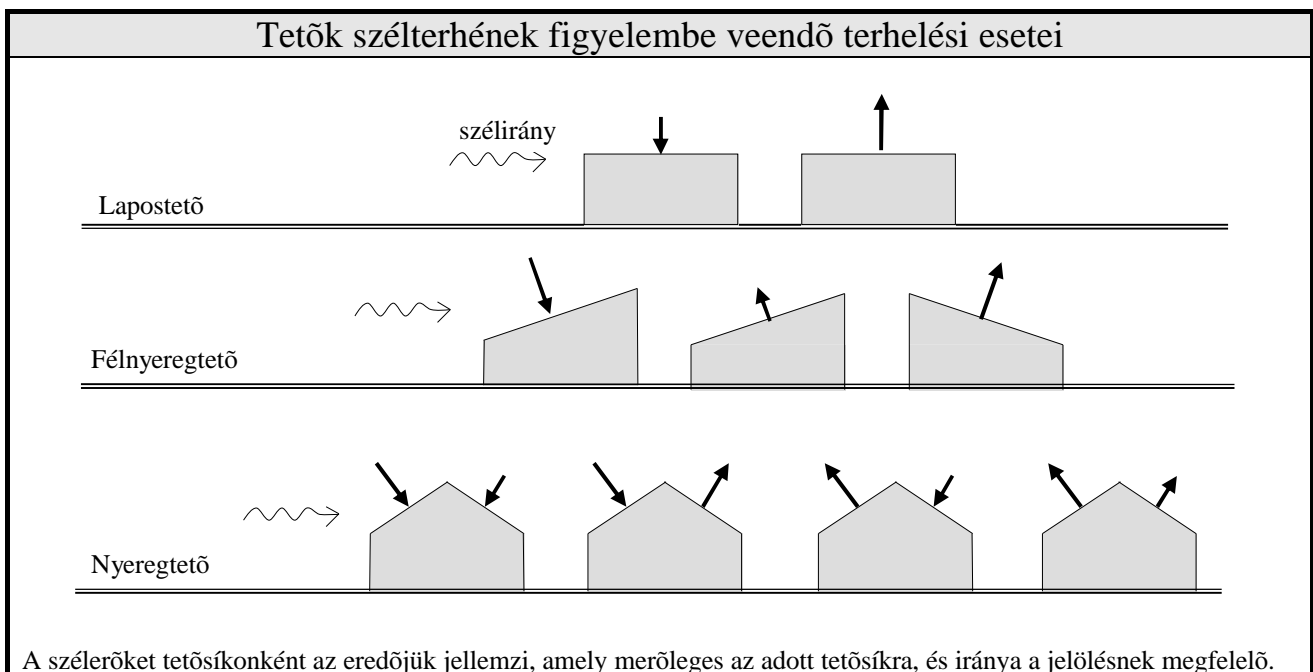 Tetõk szélterhének figyelembe veendõ terhelési esetei
szélirány
Lapostetõ
Félnyeregtetõ
Nyeregtetõ
A szélerõket tetõsíkonként az eredõjük jellemzi, amely merõleges az adott tetõsíkra, és iránya a jelölésnek megfelelõ.